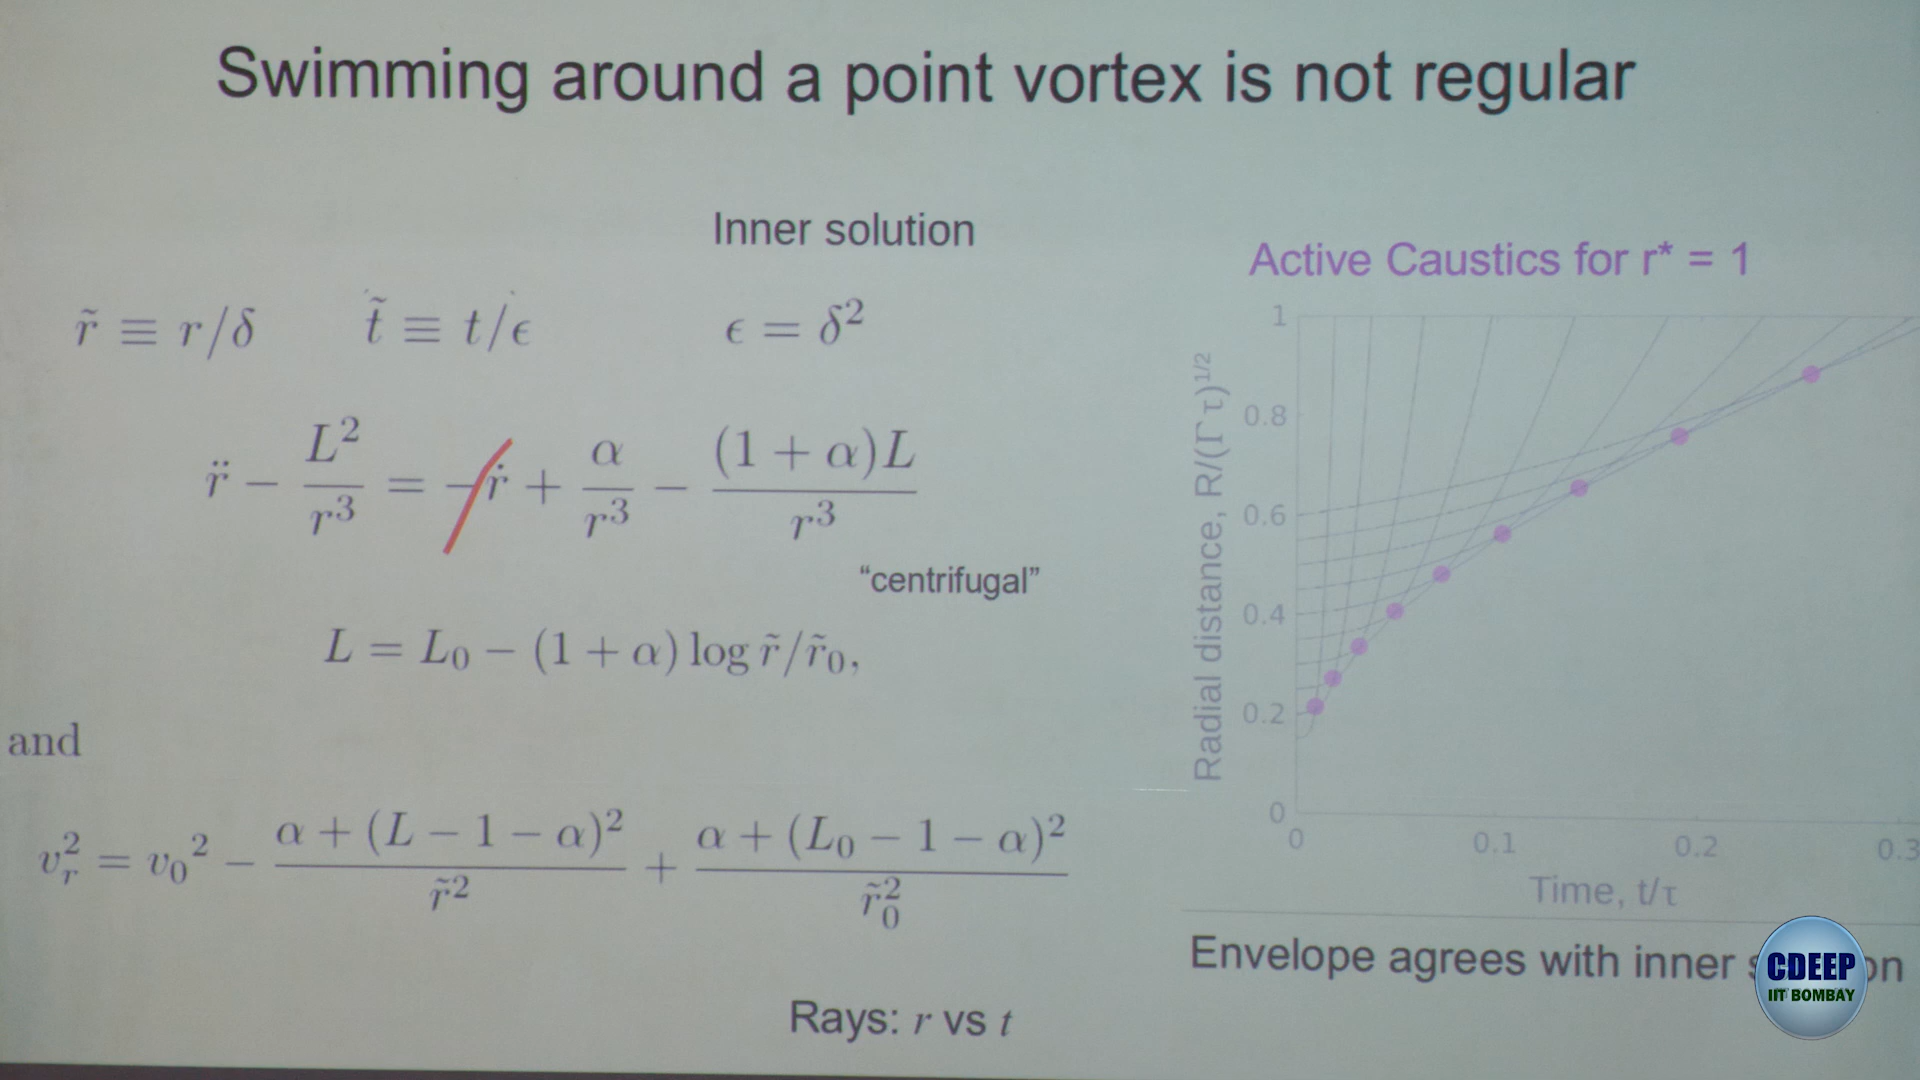 Swimming around a point vortex is not regular
Inner solution
r̃ ≡ r/δ t̃ ≡ t/ϵ ϵ = δ²
r̈ − L²/r³ = −ṙ + α/r³ − (1 + α)L/r³
“centrifugal”
L = L₀ − (1 + α) log r̃/r̃₀,
and
v_r² = v₀² − (α + (L − 1 − α)²)/r̃² + (α + (L₀ − 1 − α)²)/r̃₀²
Rays: r vs t
Active Caustics for r* = 1
Radial distance, R/(Γ τ)^1/2
1
0.8
0.6
0.4
0.2
0
0 0.1 0.2 0.3
Time, t/τ
Envelope agrees with inner
CDEEP
IIT BOMBAY